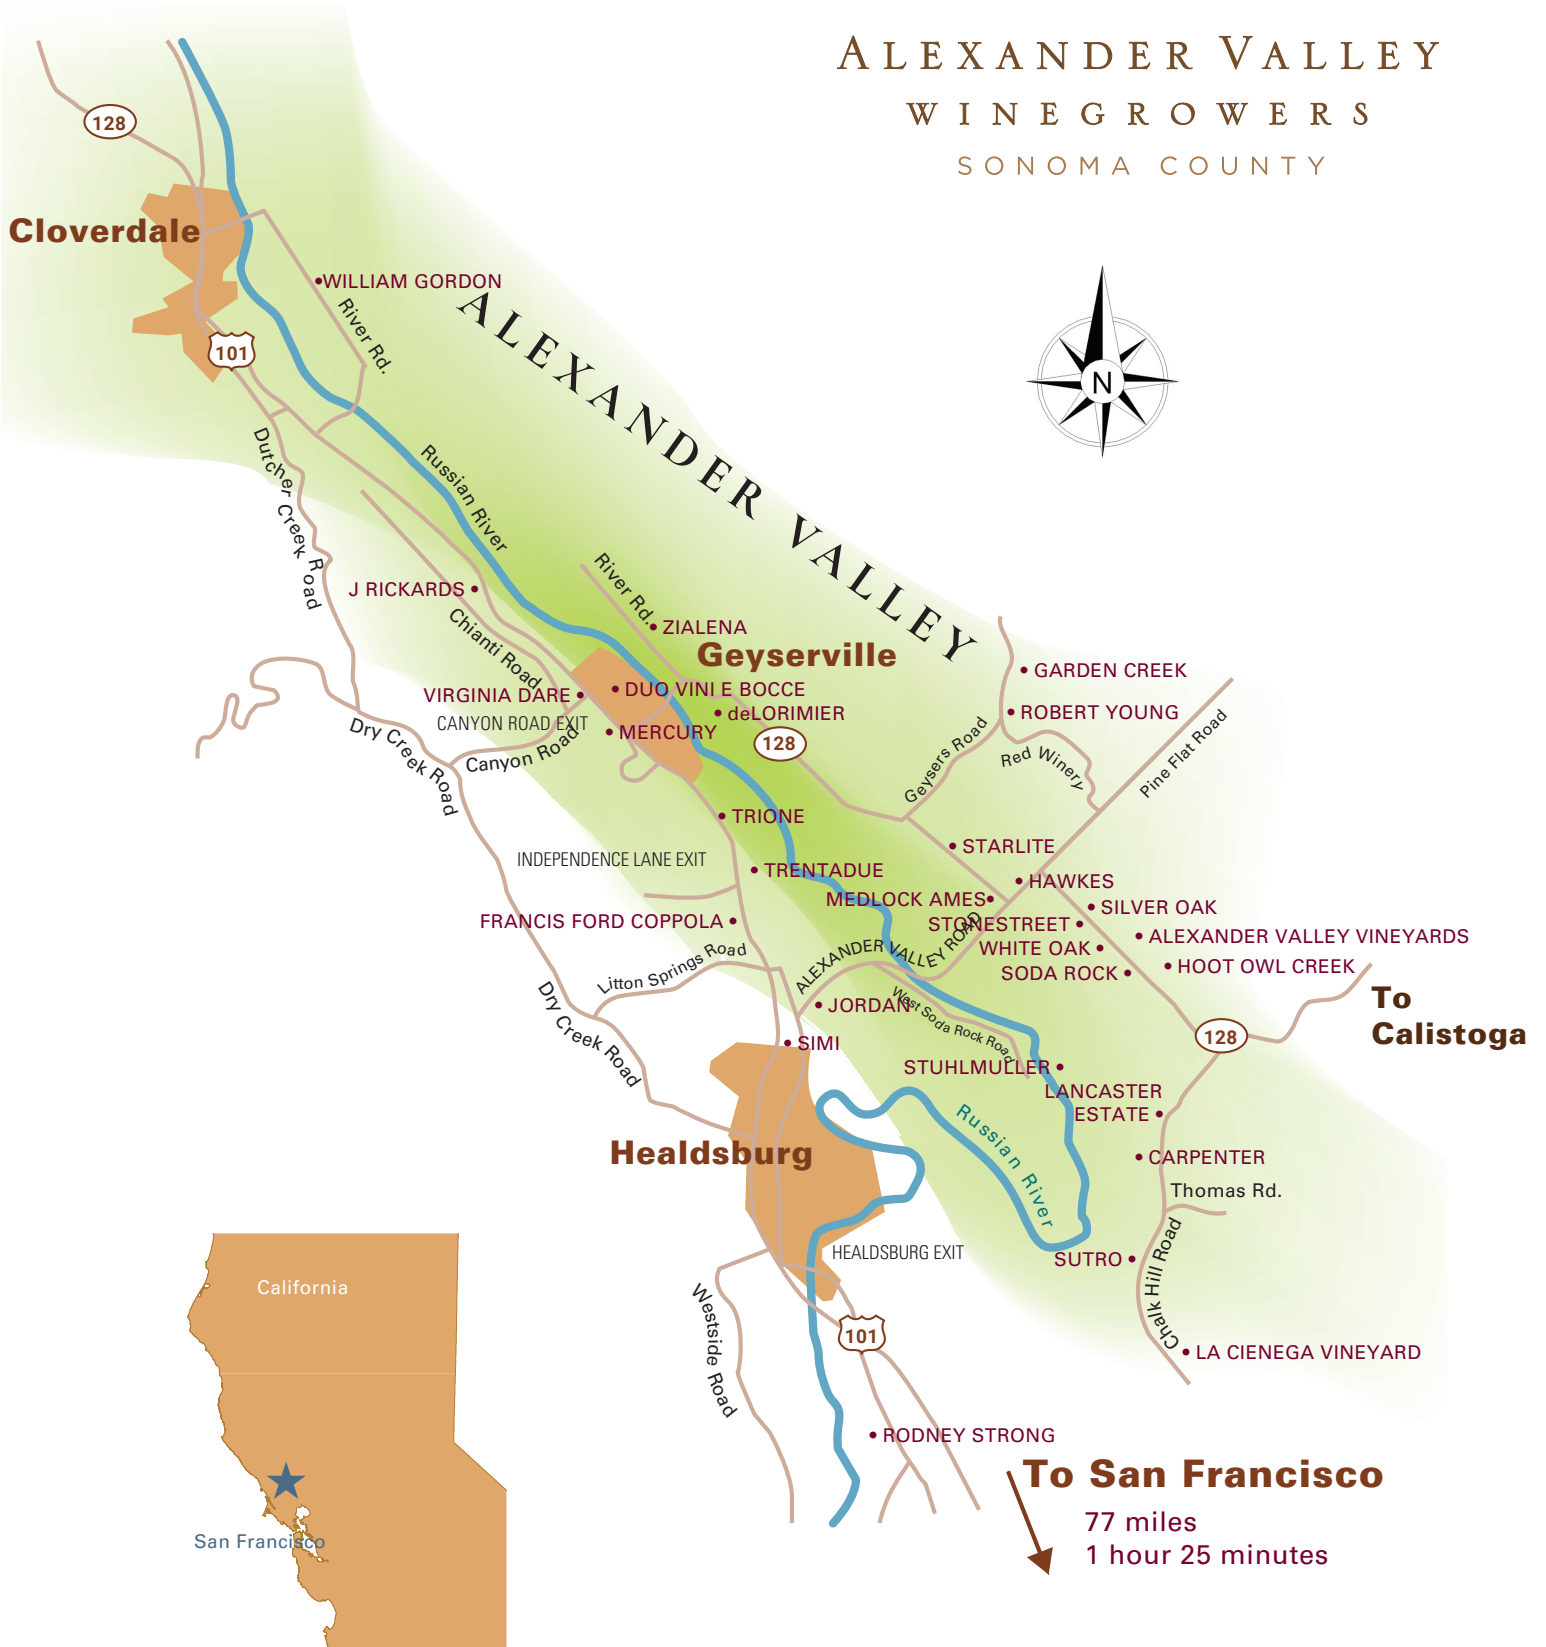 ALEXANDER VALLEY
WINEGROWERS
SONOMA COUNTY
128
Cloverdale
•WILLIAM GORDON
River Rd.
ALEXANDER VALLEY
101
N
Dutcher Creek Road
Russian River
River Rd.
J RICKARDS •
Chianti Road
• ZIALENA
Geyserville
• GARDEN CREEK
VIRGINIA DARE •
• DUO VINI E BOCCE
CANYON ROAD EXIT
• deLORIMIER
• ROBERT YOUNG
• MERCURY
128
Dry Creek Road
Canyon Road
Geysers Road
Red Winery
Pine Flat Road
• TRIONE
INDEPENDENCE LANE EXIT
• STARLITE
• TRENTADUE
• HAWKES
MEDLOCK AMES•
• SILVER OAK
FRANCIS FORD COPPOLA •
STONESTREET •
• ALEXANDER VALLEY VINEYARDS
WHITE OAK •
Litton Springs Road
ALEXANDER VALLEY ROAD
SODA ROCK •
• HOOT OWL CREEK
• JORDAN
West Soda Rock Road
To
Calistoga
Dry Creek Road
128
• SIMI
STUHLMULLER •
LANCASTER
ESTATE •
Russian River
Healdsburg
• CARPENTER
Thomas Rd.
HEALDSBURG EXIT
SUTRO •
Chalk Hill Road
California
Westside Road
101
• LA CIENEGA VINEYARD
• RODNEY STRONG
To San Francisco
77 miles
1 hour 25 minutes
San Francisco